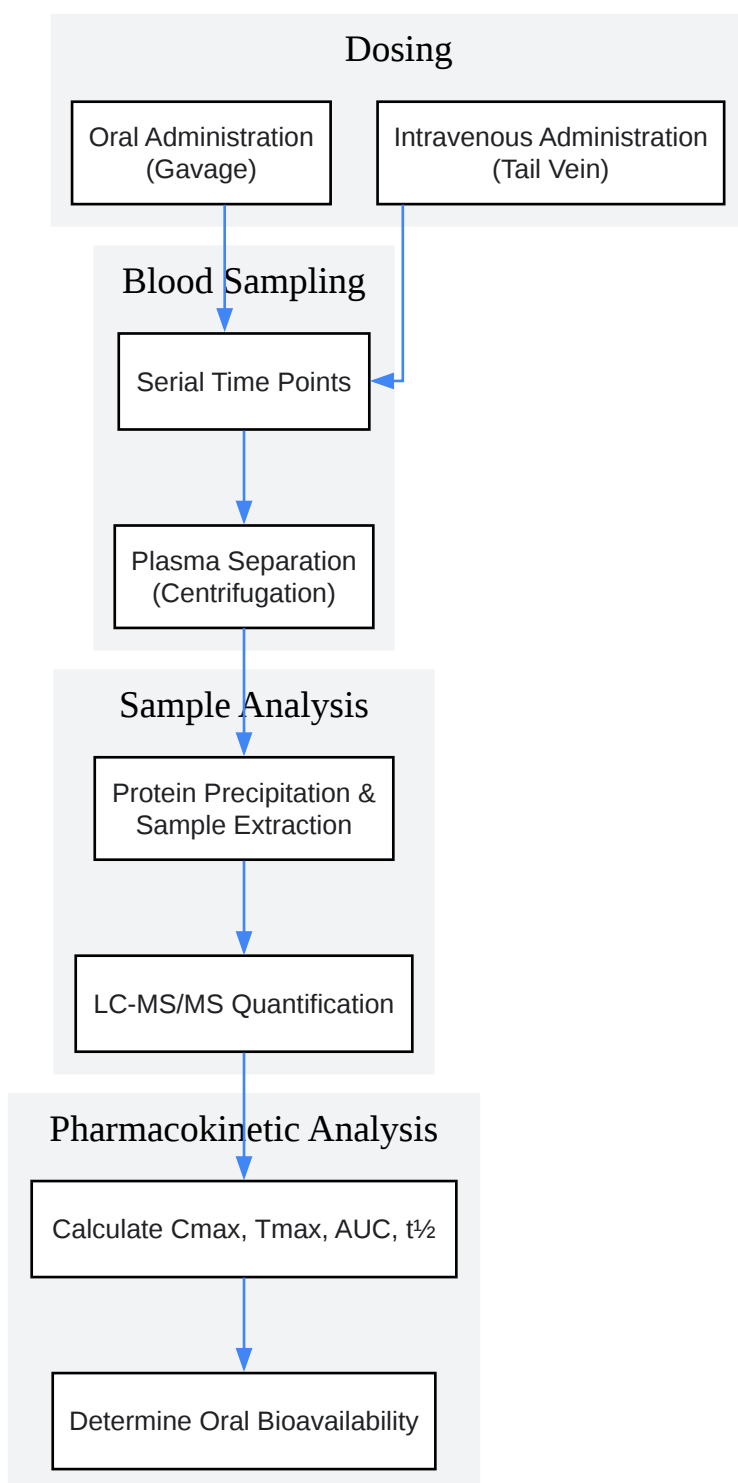 Dosing
Oral Administration
(Gavage)
Intravenous Administration
(Tail Vein)
Blood Sampling
Serial Time Points
Plasma Separation
(Centrifugation)
Sample Analysis
Protein Precipitation &
Sample Extraction
LC-MS/MS Quantification
Pharmacokinetic Analysis
Calculate Cmax, Tmax, AUC, t½
Determine Oral Bioavailability